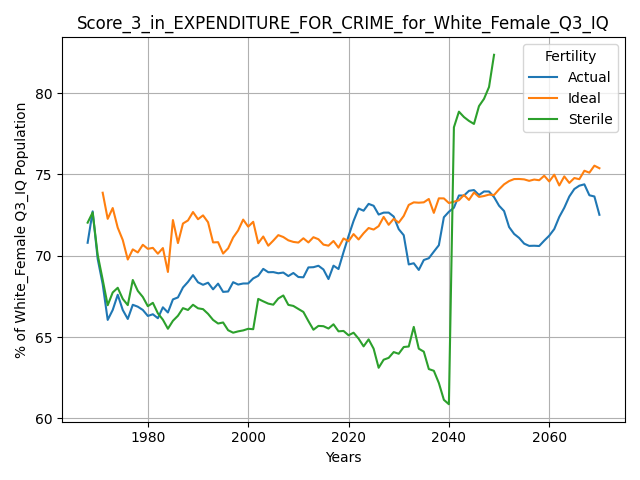 Score_3_in_EXPENDITURE_FOR_CRIME_for_White_Female_Q3_IQ
% of White_Female Q3_IQ Population
80
75
70
65
60
Fertility
Actual
Ideal
Sterile
1980
2000
2020
2040
2060
Years